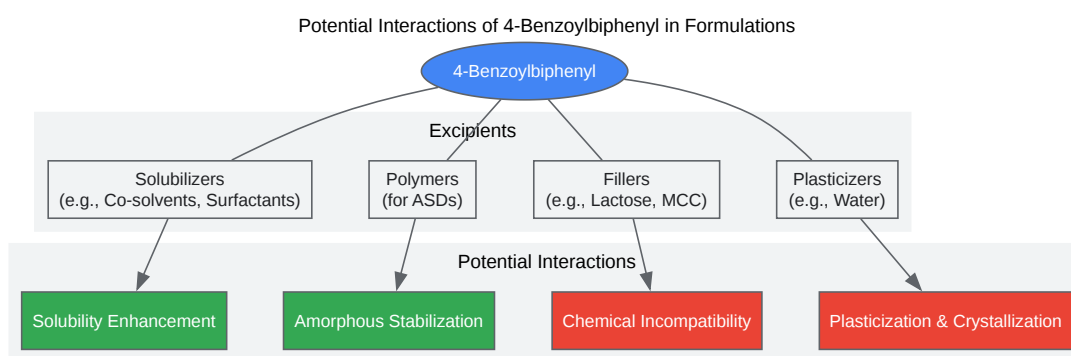 Potential Interactions of 4-Benzoylbiphenyl in Formulations
4-Benzoylbiphenyl
Excipients
Solubilizers
(e.g., Co-solvents, Surfactants)
Polymers
(for ASDs)
Fillers
(e.g., Lactose, MCC)
Plasticizers
(e.g., Water)
Potential Interactions
Solubility Enhancement
Amorphous Stabilization
Chemical Incompatibility
Plasticization & Crystallization